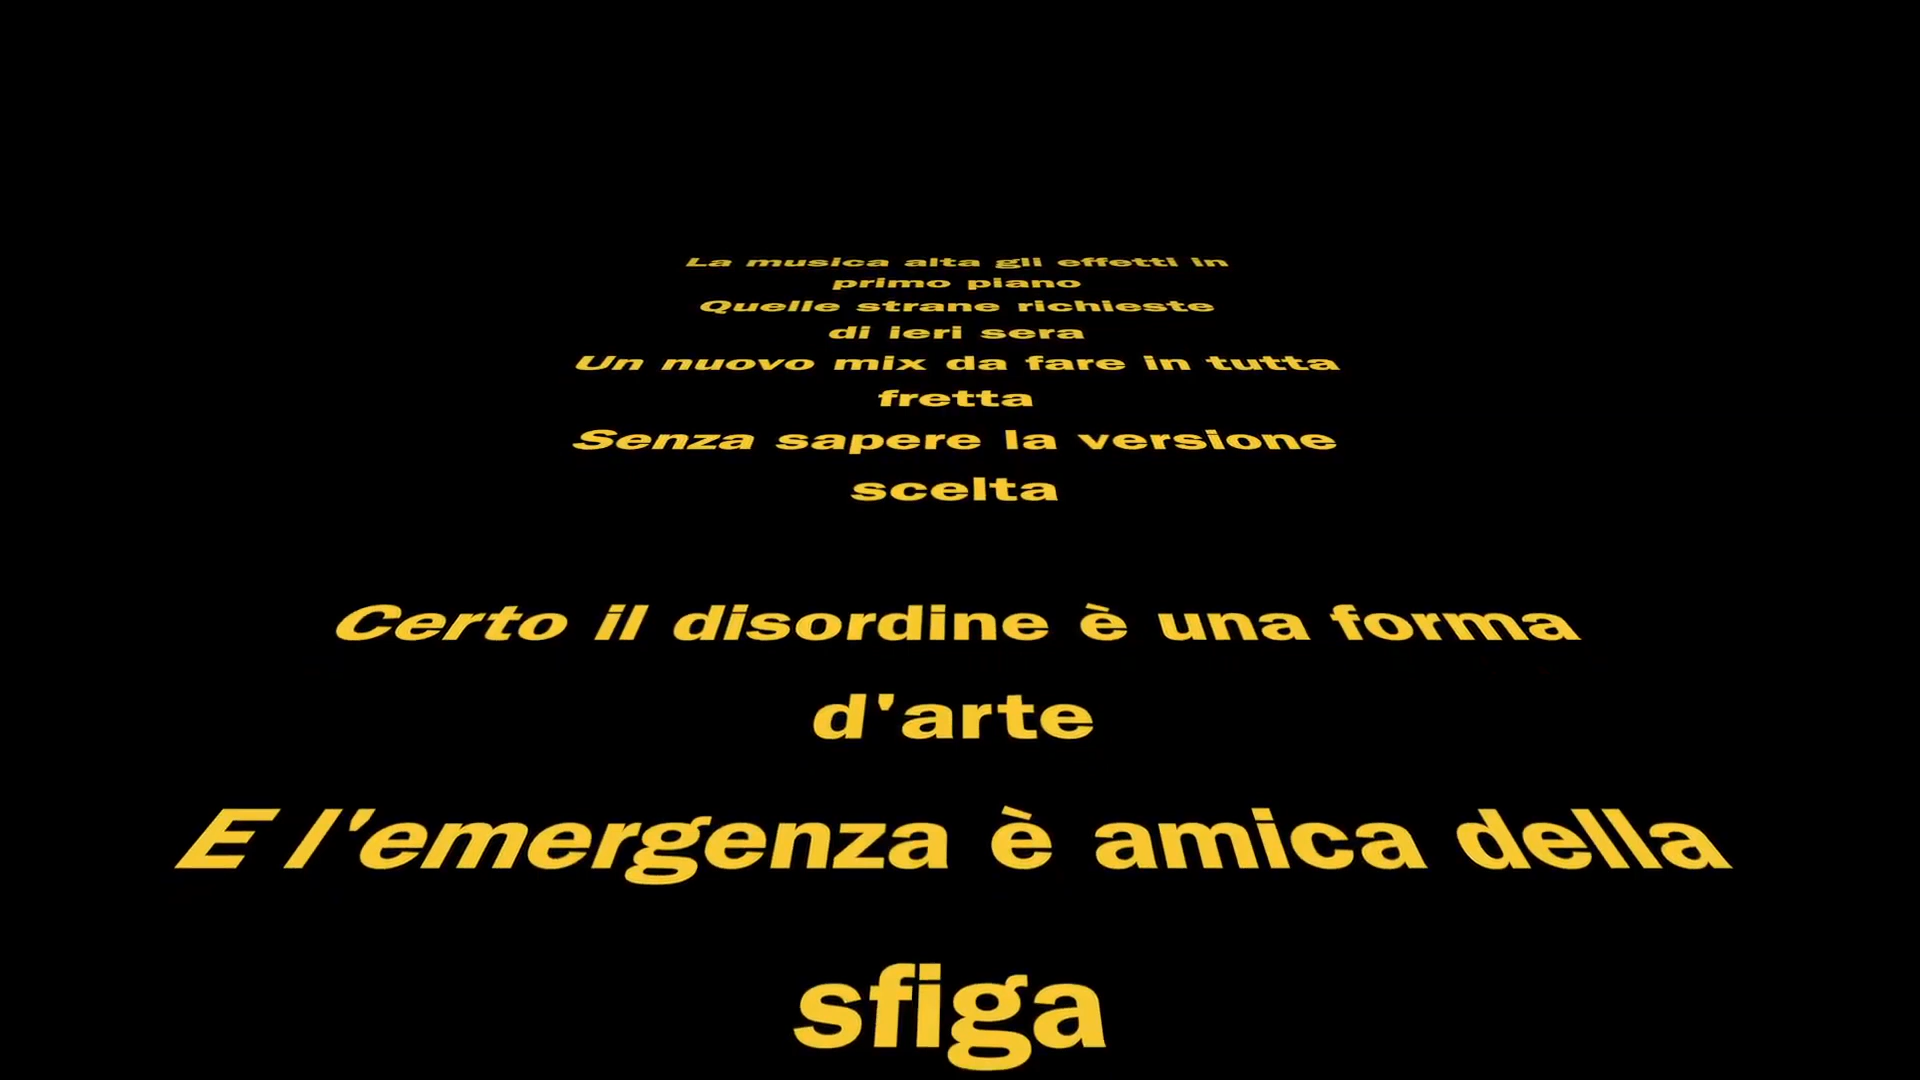 La musica alta gli effetti in
primo piano
Quelle strane richieste
di ieri sera
Un nuovo mix da fare in tutta
fretta
Senza sapere la versione
scelta
Certo il disordine è una forma
d'arte
E l'emergenza è amica della
sfiga